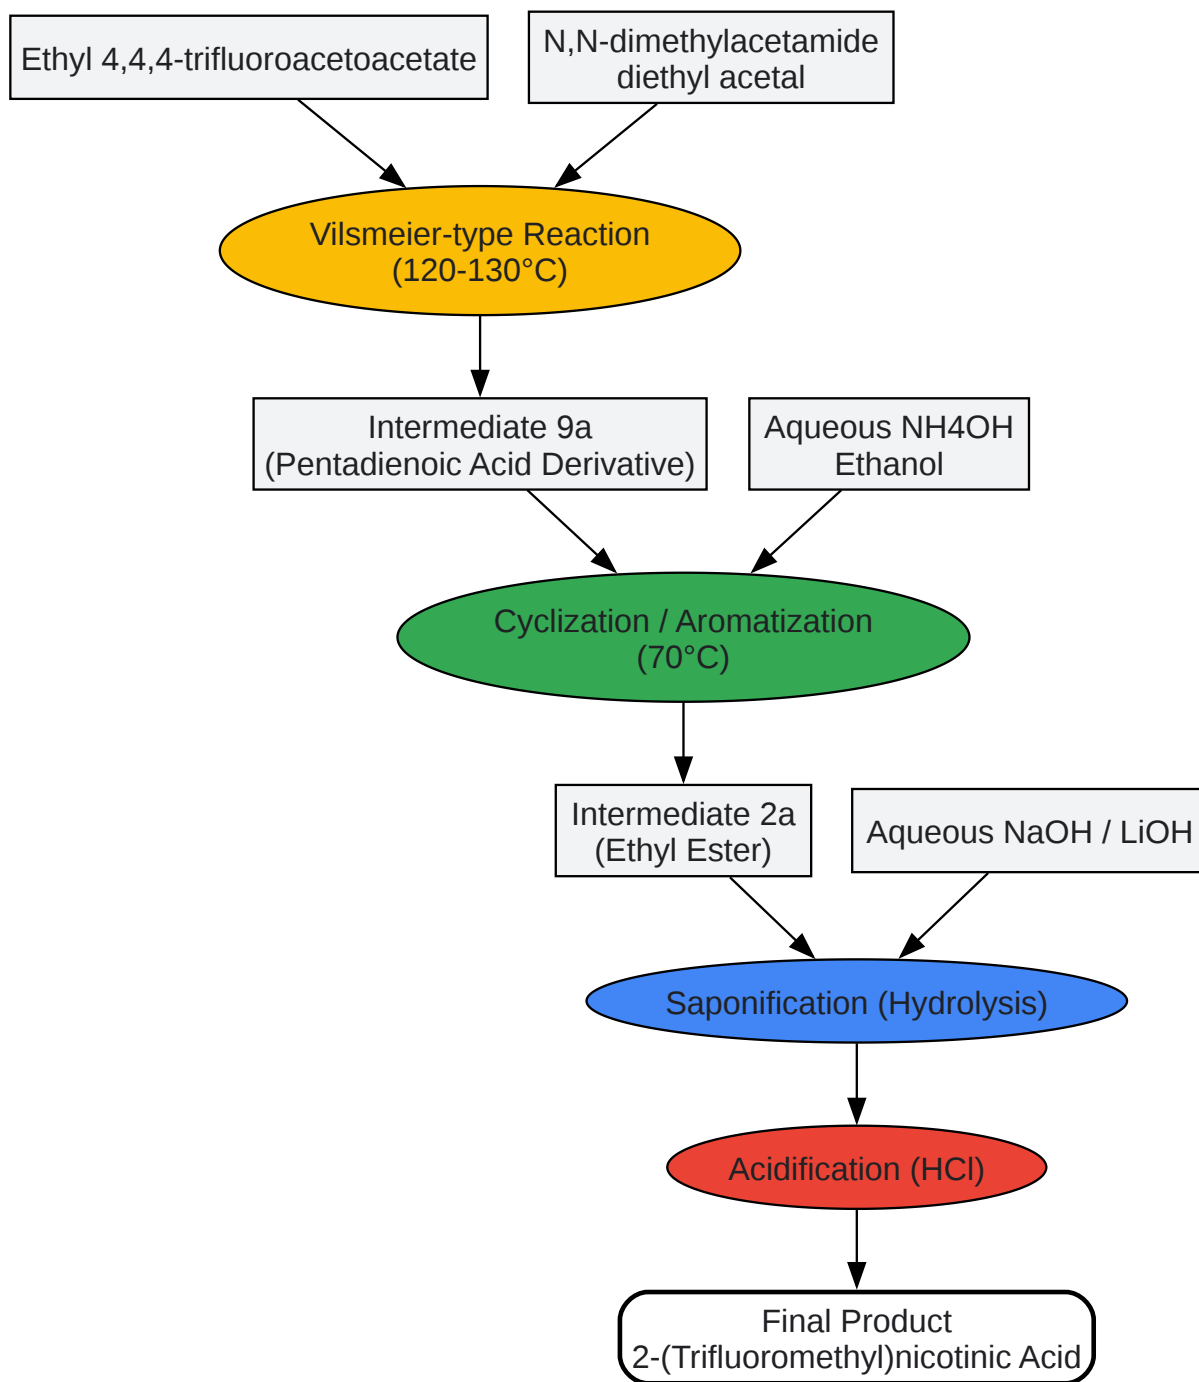 Ethyl 4,4,4-trifluoroacetoacetate
N,N-dimethylacetamide
diethyl acetal
Vilsmeier-type Reaction
(120-130°C)
Intermediate 9a
(Pentadienoic Acid Derivative)
Aqueous NH4OH
Ethanol
Cyclization / Aromatization
(70°C)
Intermediate 2a
(Ethyl Ester)
Aqueous NaOH / LiOH
Saponification (Hydrolysis)
Acidification (HCl)
Final Product
2-(Trifluoromethyl)nicotinic Acid